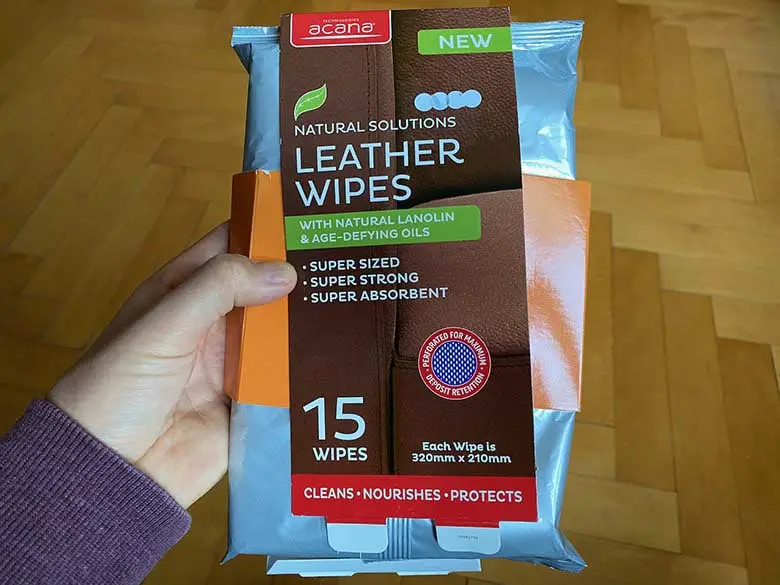 TECHNOLOGIES
acana®
NEW
NATURAL SOLUTIONS
LEATHER
WIPES
WITH NATURAL LANOLIN
& AGE-DEFYING OILS
• SUPER SIZED
• SUPER STRONG
• SUPER ABSORBENT
PERFORATED FOR MAXIMUM
• DEPOSIT RETENTION •
15
WIPES
Each Wipe is
320mm x 210mm
CLEANS • NOURISHES • PROTECTS